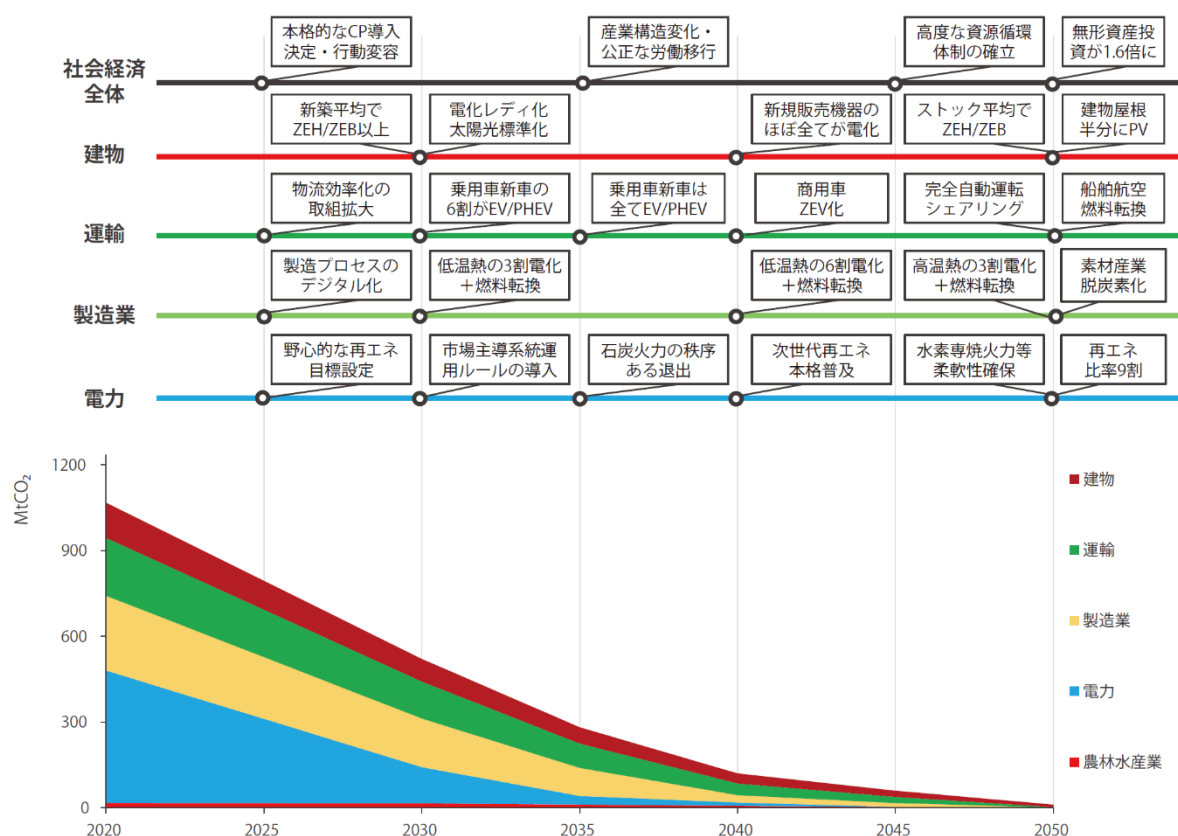 本格的なCP導入
決定・行動変容
産業構造変化・
公正な労働移行
高度な資源循環
体制の確立
無形資産投
資が1.6倍に
社会経済
全体
新築平均で
ZEH/ZEB以上
電化レディ化
太陽光標準化
新規販売機器の
ほぼ全てが電化
ストック平均で
ZEH/ZEB
建物屋根
半分にPV
建物
物流効率化の
取組拡大
乗用車新車の
6割がEV/PHEV
乗用車新車は
全てEV/PHEV
商用車
ZEV化
完全自動運転
シェアリング
船舶航空
燃料転換
運輸
製造プロセスの
デジタル化
低温熱の3割電化
＋燃料転換
低温熱の6割電化
＋燃料転換
高温熱の3割電化
＋燃料転換
素材産業
脱炭素化
製造業
野心的な再エネ
目標設定
市場主導系統運
用ルールの導入
石炭火力の秩序
ある退出
次世代再エネ
本格普及
水素専焼火力等
柔軟性確保
再エネ
比率9割
電力
MtCO₂
1200
900
600
300
0
2020
2025
2030
2035
2040
2045
2050
建物
運輸
製造業
電力
農林水産業